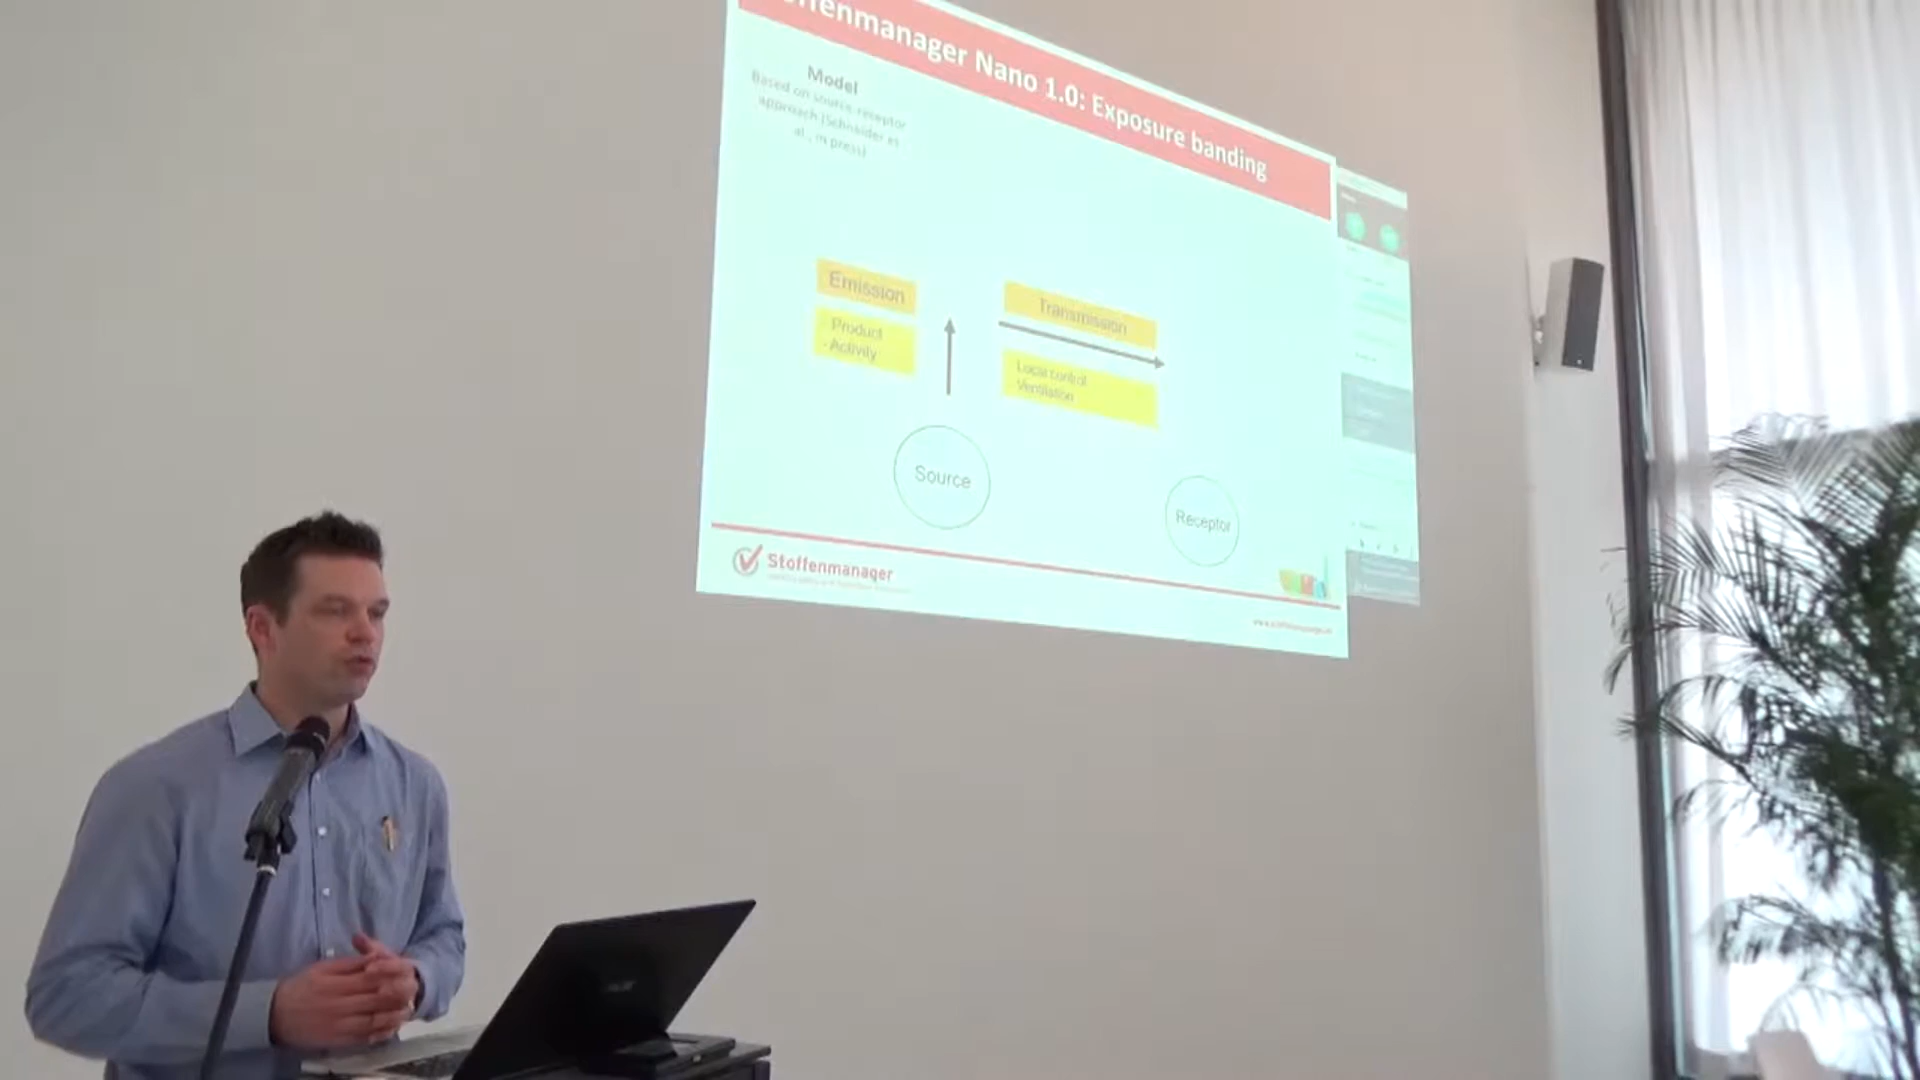 offenmanager Nano 1.0: Exposure banding
Model
Based on source receptor
approach (Schneider et
al., in press)
Emission
Product
- Activity
Transmission
Local control
Ventilation
Source
Receptor
Stoffenmanager